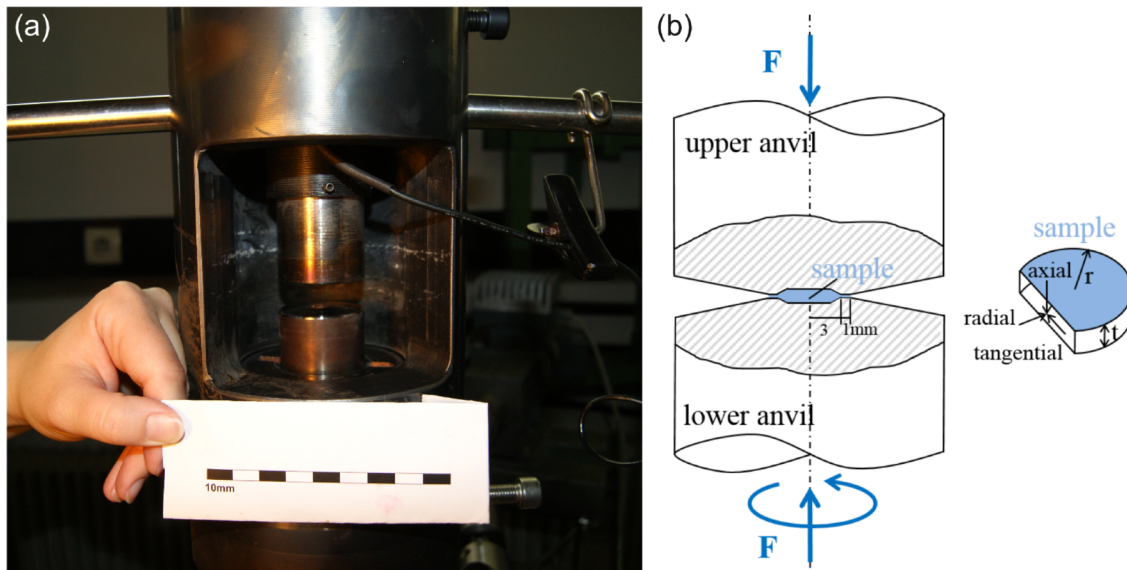 (a)
10mm
(b)
F
upper anvil
sample
3 1mm
lower anvil
F
sample
axial
r
radial
t
tangential